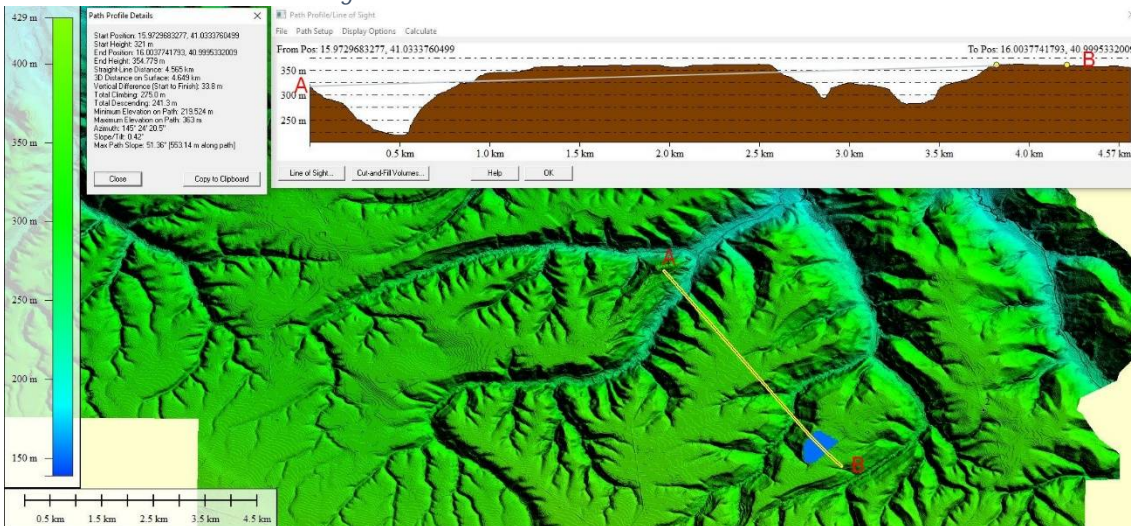 429 m
400 m
350 m
300 m
250 m
200 m
150 m
Path Profile Details
Start Position: 15.9729683277, 41.0333760499
Start Height: 321 m
End Position: 16.0037741793, 40.9995332009
End Height: 354.779 m
Straight-Line Distance: 4.565 km
3D Distance on Surface: 4.649 km
Vertical Difference (Start to Finish): 33.8 m
Total Climbing: 275.0 m
Total Descending: 241.3 m
Minimum Elevation on Path: 219.524 m
Maximum Elevation on Path: 363 m
Azimuth: 145° 24' 20.5"
Slope/Tilt: 0.42°
Max Path Slope: 51.36° (553.14 m along path)
Close
Copy to Clipboard
Path Profile/Line of Sight
File Path Setup Display Options Calculate
From Pos: 15.9729683277, 41.0333760499
To Pos: 16.0037741793, 40.9995332009
350 m
300 m
250 m
A
B
0.5 km 1.0 km 1.5 km 2.0 km 2.5 km 3.0 km 3.5 km 4.0 km 4.57 km
Line of Sight...
Cut-and-Fill Volumes...
Help
OK
A
B
0.5 km 1.5 km 2.5 km 3.5 km 4.5 km